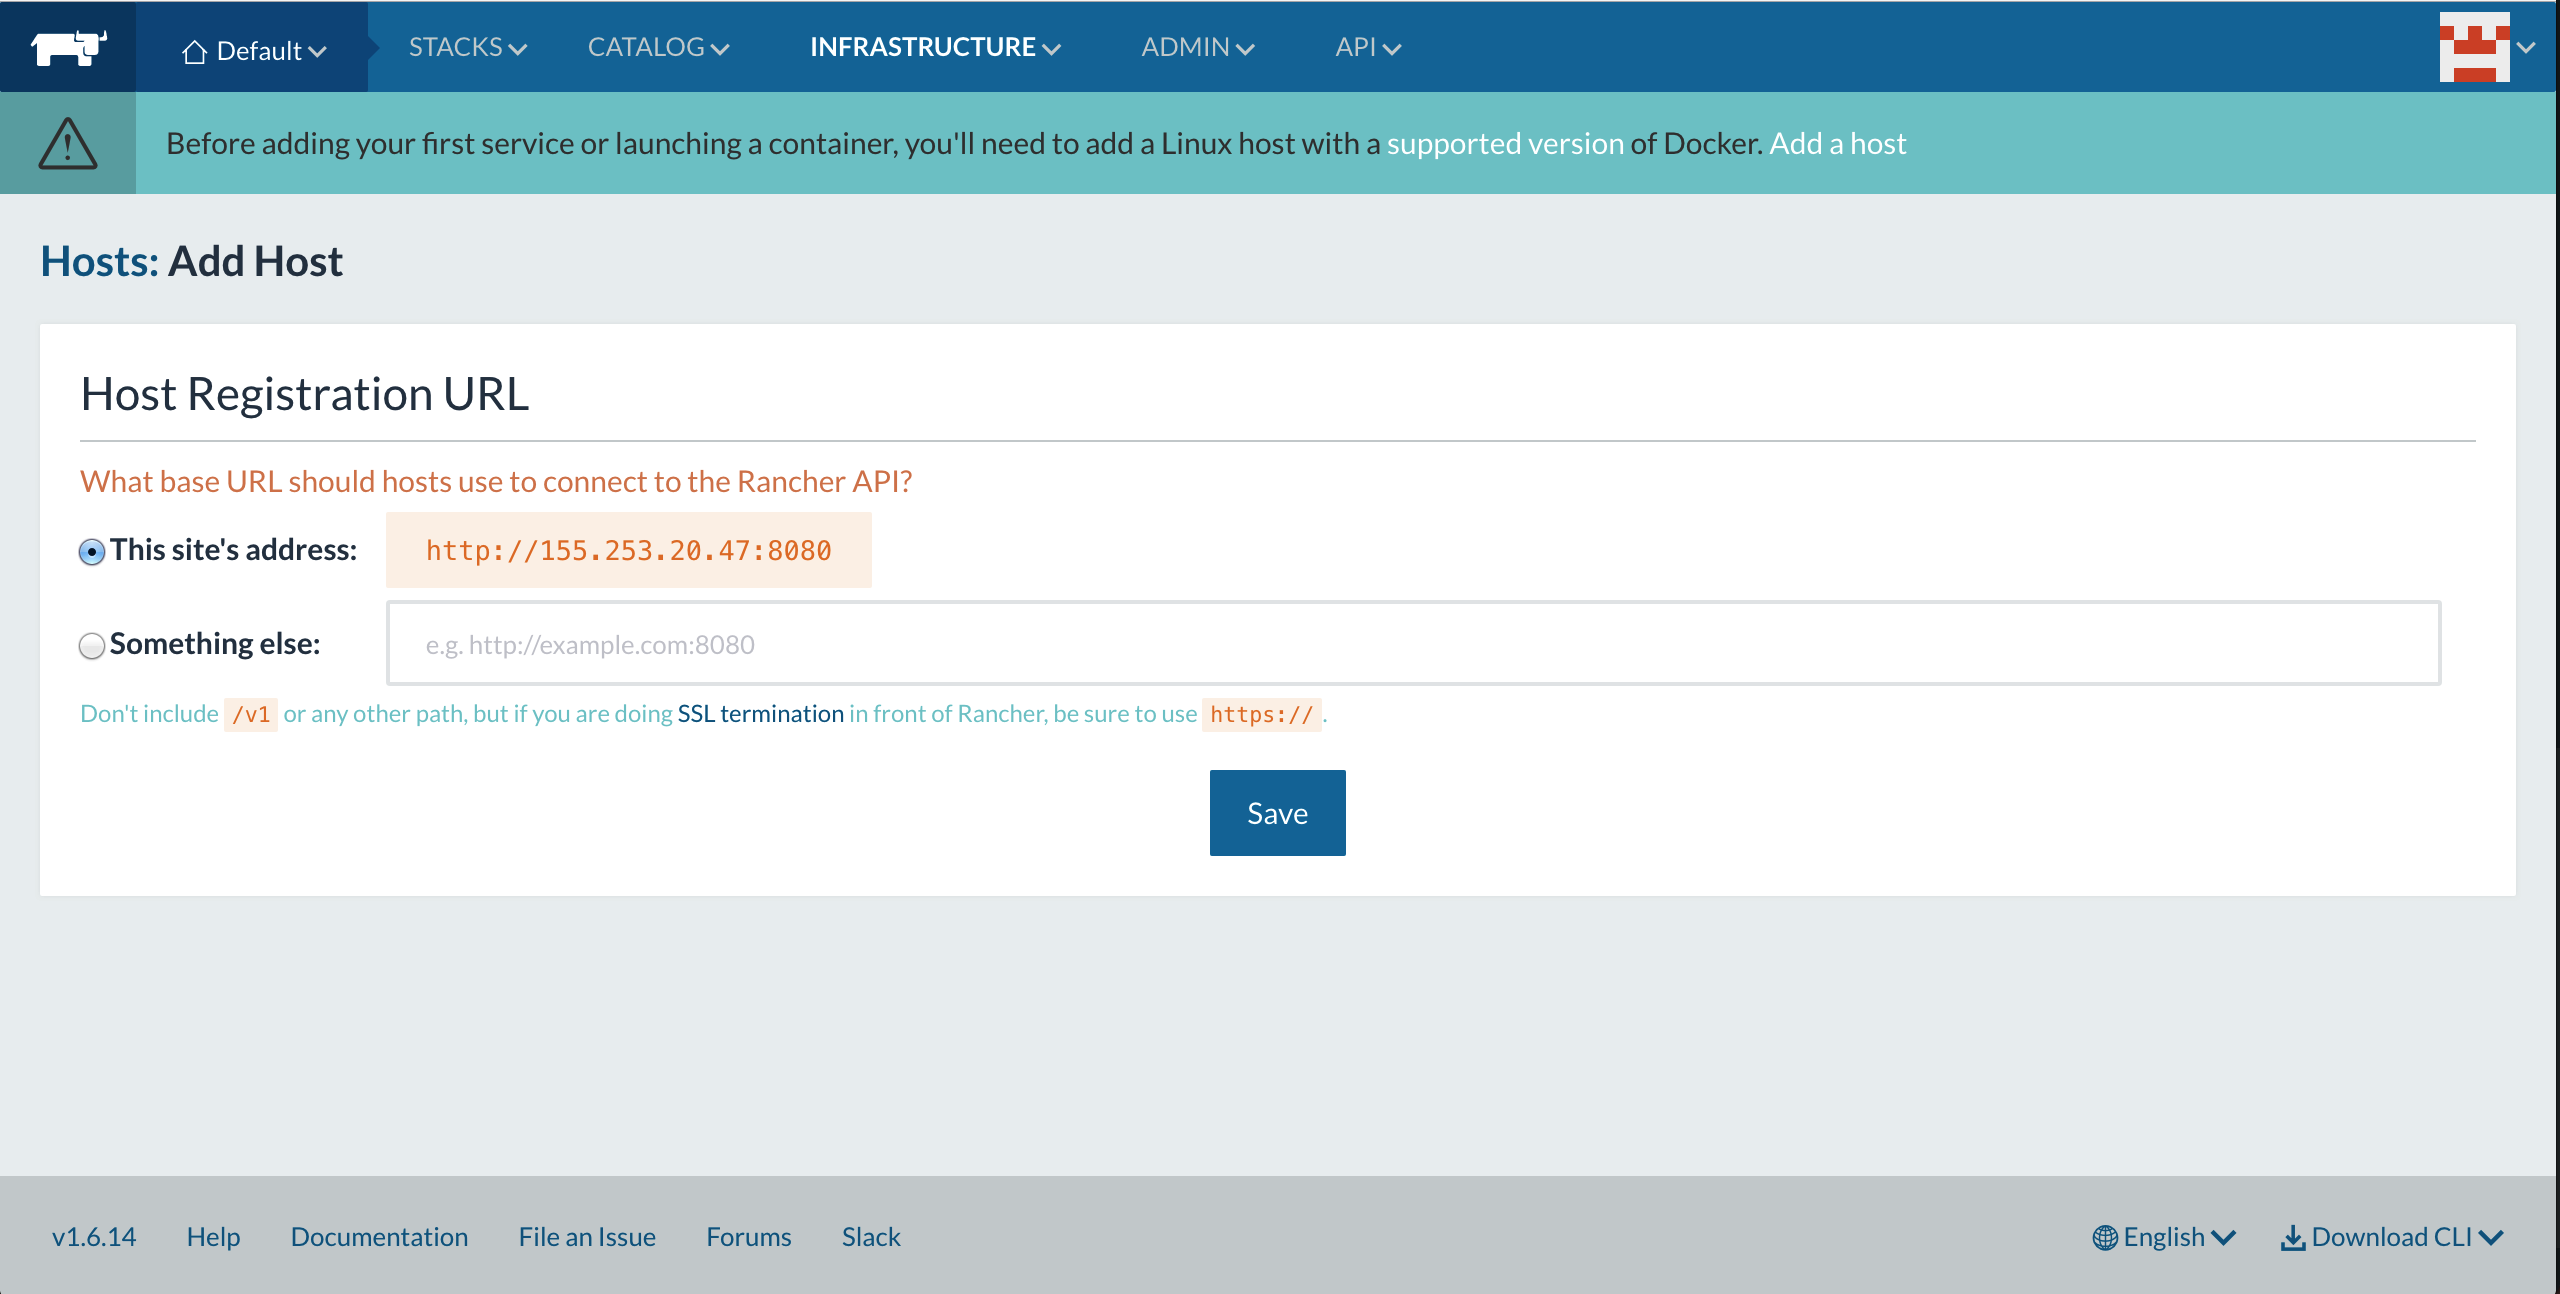 Default STACKS CATALOG INFRASTRUCTURE ADMIN API
Before adding your first service or launching a container, you'll need to add a Linux host with a supported version of Docker. Add a host
Hosts: Add Host
Host Registration URL
What base URL should hosts use to connect to the Rancher API?
This site's address: http://155.253.20.47:8080
Something else: e.g. http://example.com:8080
Don't include /v1 or any other path, but if you are doing SSL termination in front of Rancher, be sure to use https:// .
Save
v1.6.14 Help Documentation File an Issue Forums Slack English Download CLI